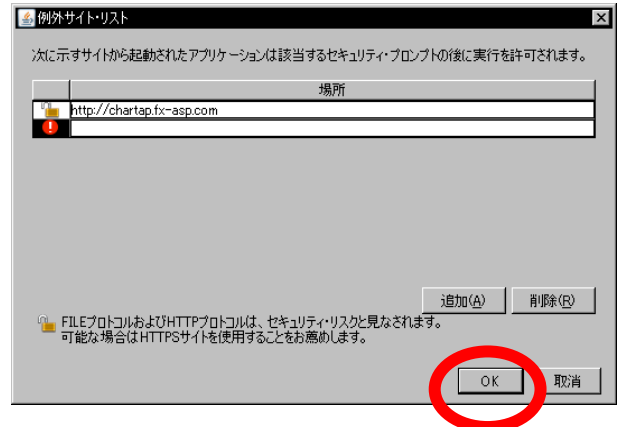 例外サイト・リスト
次に示すサイトから起動されたアプリケーションは該当するセキュリティ・プロンプトの後に実行を許可されます。
場所
http://chartap.fx-asp.com
追加(A) 削除(R)
FILEプロトコルおよびHTTPプロトコルは、セキュリティ・リスクと見なされます。
可能な場合はHTTPSサイトを使用することをお薦めします。
OK 取消